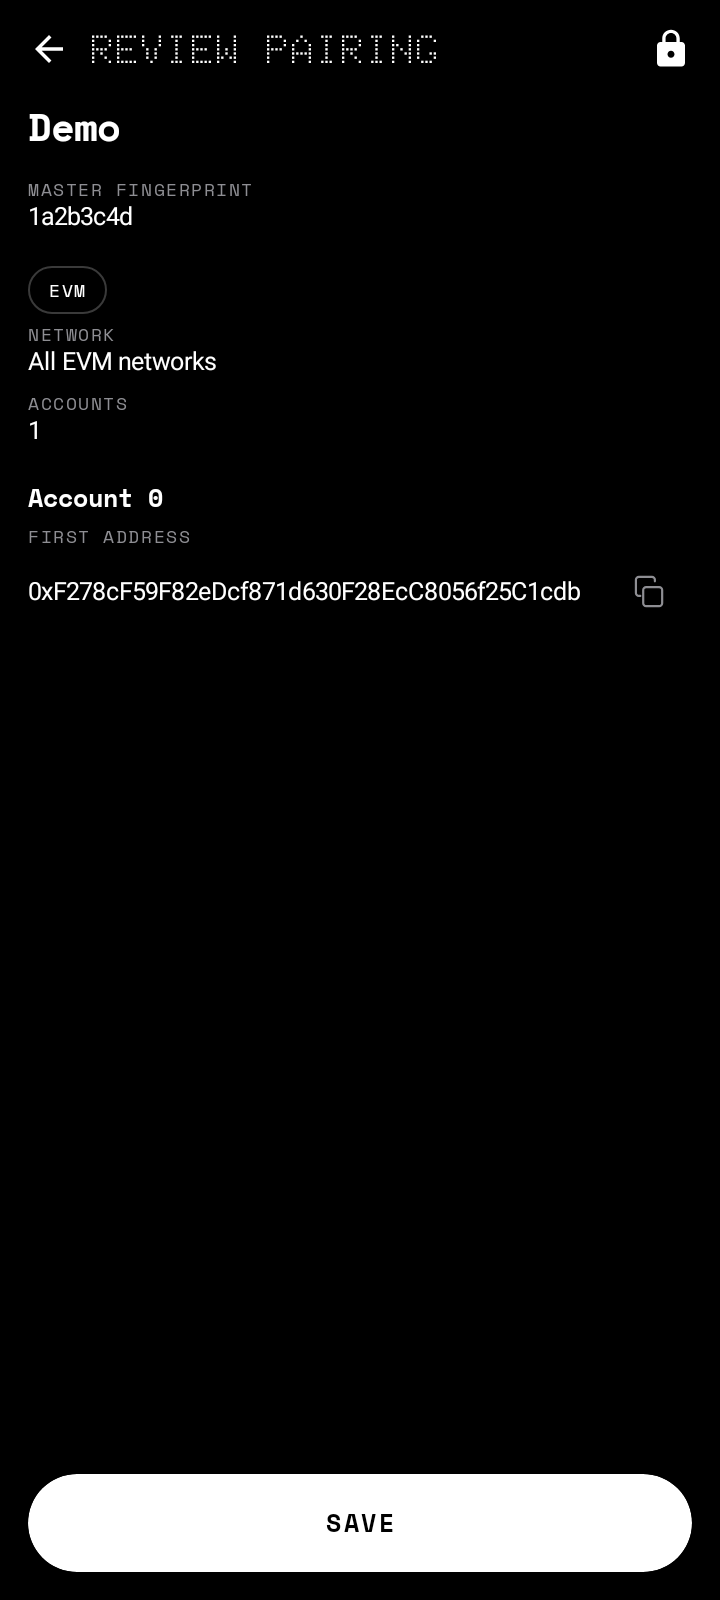 REVIEW PAIRING
Demo
MASTER FINGERPRINT
1a2b3c4d
EVM
NETWORK
All EVM networks
ACCOUNTS
1
Account 0
FIRST ADDRESS
0xF278cF59F82eDcf871d630F28EcC8056f25C1cdb
SAVE